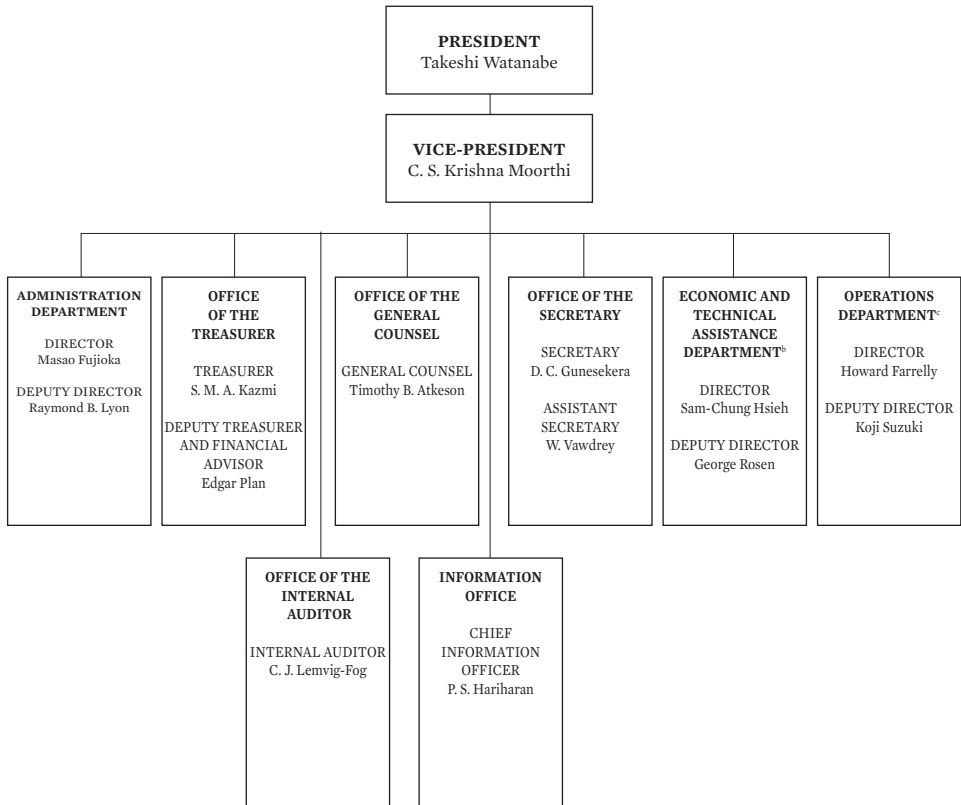 PRESIDENT
Takeshi Watanabe
VICE-PRESIDENT
C. S. Krishna Moorthi
ADMINISTRATION
DEPARTMENT
DIRECTOR
Masao Fujioka
DEPUTY DIRECTOR
Raymond B. Lyon
OFFICE
OF THE
TREASURER
TREASURER
S. M. A. Kazmi
DEPUTY TREASURER
AND FINANCIAL
ADVISOR
Edgar Plan
OFFICE OF THE
GENERAL
COUNSEL
GENERAL COUNSEL
Timothy B. Atkeson
OFFICE OF THE
SECRETARY
SECRETARY
D. C. Gunesekera
ASSISTANT
SECRETARY
W. Vawdrey
ECONOMIC AND
TECHNICAL
ASSISTANCE
DEPARTMENTᵇ
DIRECTOR
Sam-Chung Hsieh
DEPUTY DIRECTOR
George Rosen
OPERATIONS
DEPARTMENTᶜ
DIRECTOR
Howard Farrelly
DEPUTY DIRECTOR
Koji Suzuki
OFFICE OF THE
INTERNAL
AUDITOR
INTERNAL AUDITOR
C. J. Lemvig-Fog
INFORMATION
OFFICE
CHIEF
INFORMATION
OFFICER
P. S. Hariharan